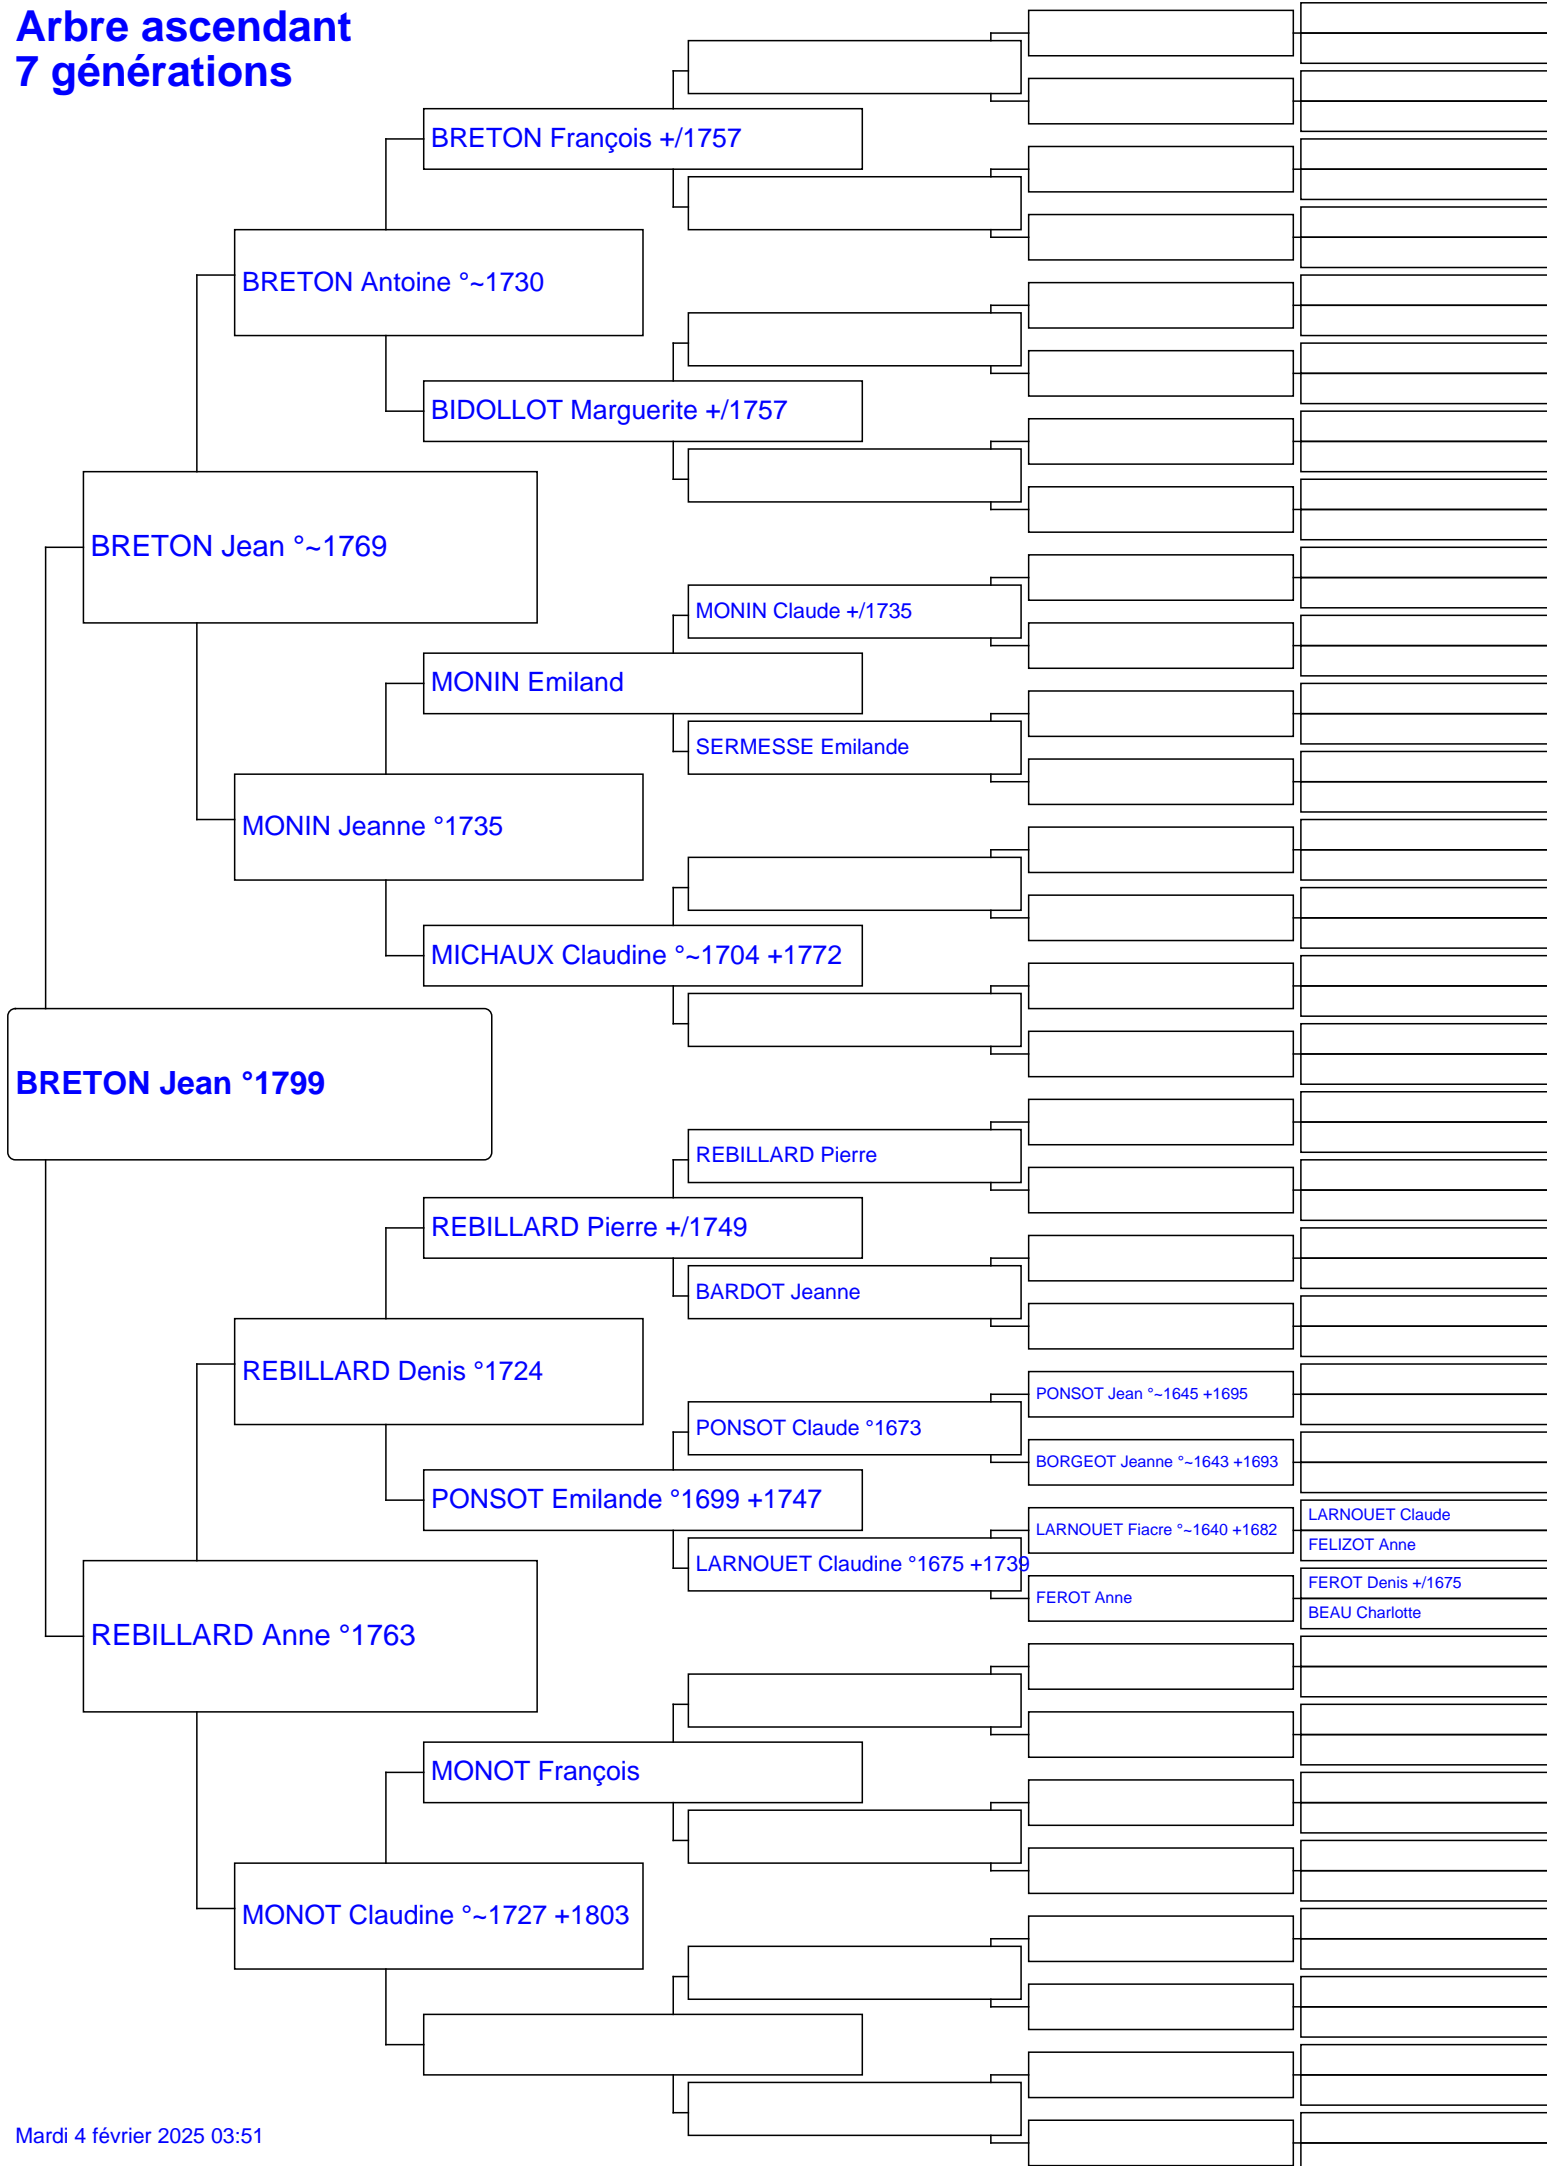 Arbre ascendant
7 générations
BRETON François +/1757
BRETON Antoine °~1730
BIDOLLOT Marguerite +/1757
BRETON Jean °~1769
MONIN Claude +/1735
MONIN Emiland
SERMESSE Emilande
MONIN Jeanne °1735
MICHAUX Claudine °~1704 +1772
BRETON Jean °1799
REBILLARD Pierre
REBILLARD Pierre +/1749
BARDOT Jeanne
REBILLARD Denis °1724
PONSOT Jean °~1645 +1695
PONSOT Claude °1673
BORGEOT Jeanne °~1643 +1693
PONSOT Emilande °1699 +1747
LARNOUET Claude
LARNOUET Fiacre °~1640 +1682
FELIZOT Anne
LARNOUET Claudine °1675 +1739
FEROT Denis +/1675
FEROT Anne
BEAU Charlotte
REBILLARD Anne °1763
MONOT François
MONOT Claudine °~1727 +1803
Mardi 4 février 2025 03:51